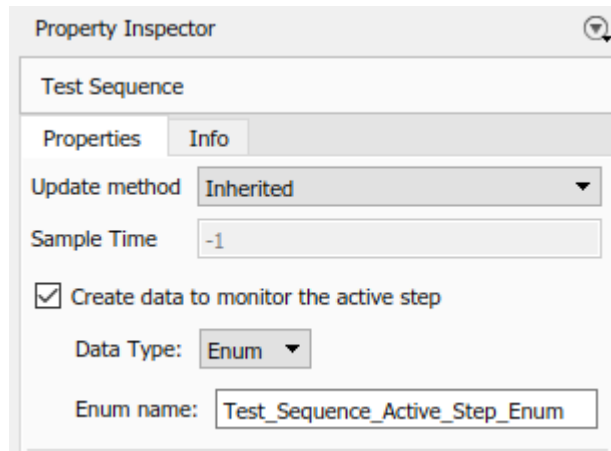 Property Inspector
Test Sequence
Properties Info
Update method Inherited
Sample Time -1
Create data to monitor the active step
Data Type: Enum
Enum name: Test_Sequence_Active_Step_Enum